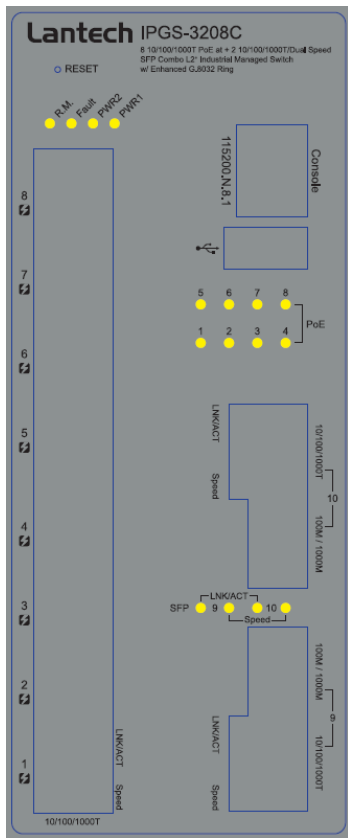 Lantech IPGS-3208C
8 10/100/1000T PoE at + 2 10/100/1000T/Dual Speed
SFP Combo L2+ Industrial Managed Switch
w/ Enhanced G.8032 Ring
RESET
R.M.
Fault
PWR2
PWR1
115200.N.8.1
Console
8
7
6
5
4
3
2
1
LNK/ACT
Speed
10/100/1000T
5 6 7 8
1 2 3 4
PoE
LNK/ACT
Speed
10/100/1000T
10
100M / 1000M
LNK/ACT
SFP 9 10
Speed
100M / 1000M
9
10/100/1000T
LNK/ACT
Speed